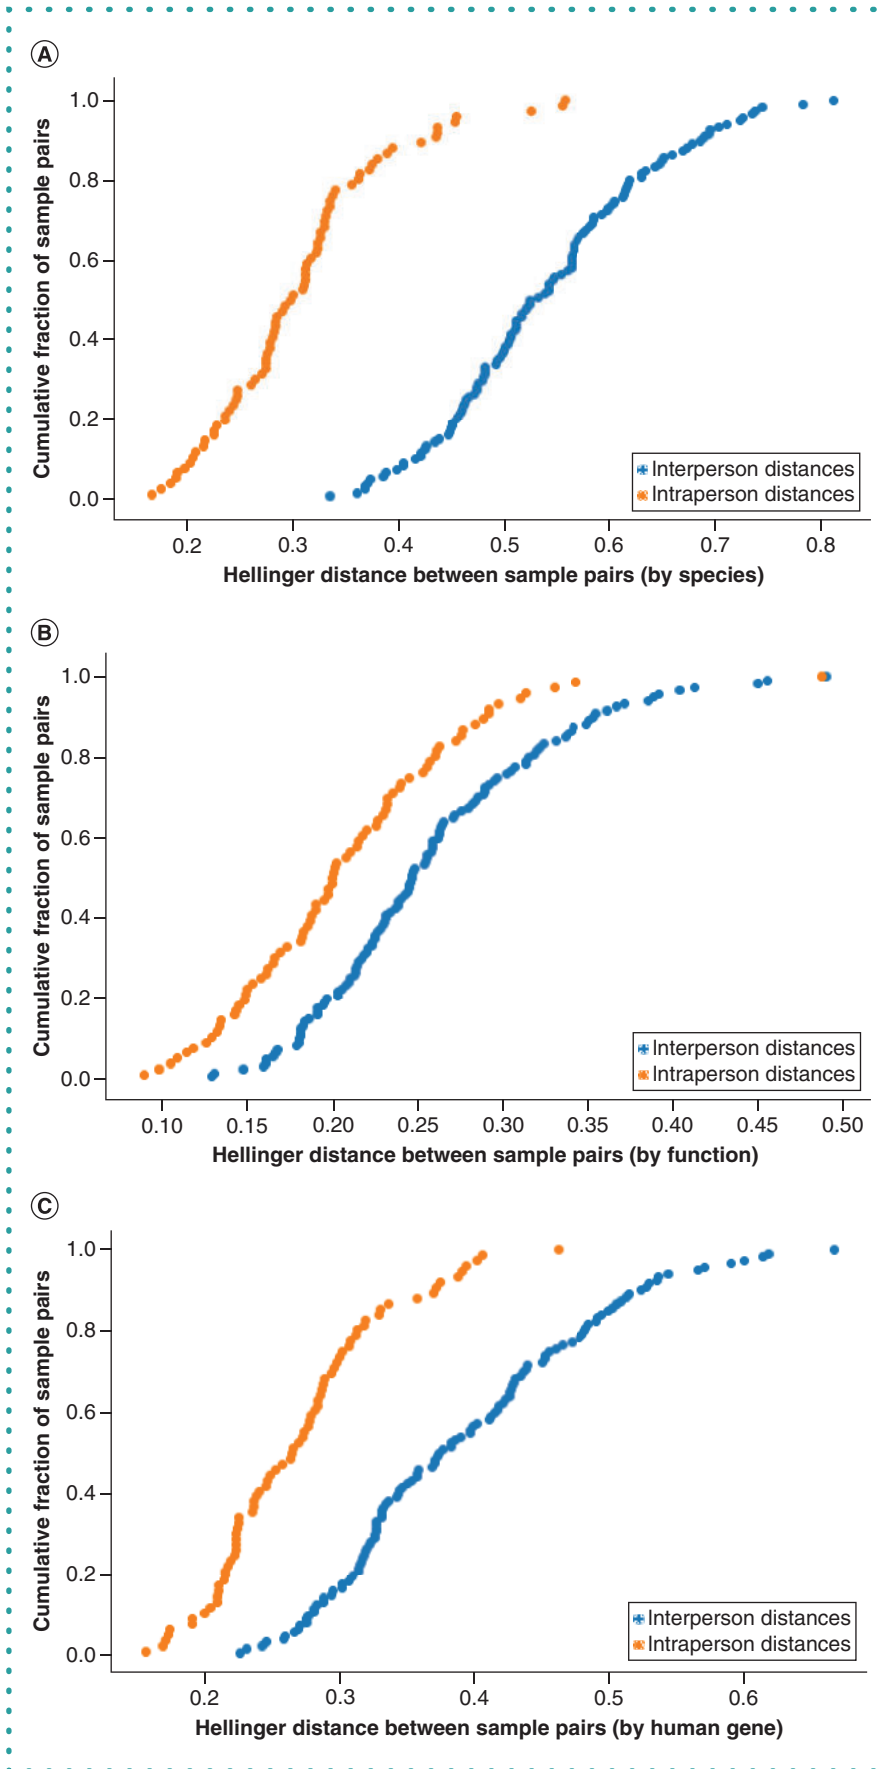 A
Cumulative fraction of sample pairs
1.0
0.8
0.6
0.4
0.2
0.0
Interperson distances
Intraperson distances
0.2 0.3 0.4 0.5 0.6 0.7 0.8
Hellinger distance between sample pairs (by species)
B
Cumulative fraction of sample pairs
1.0
0.8
0.6
0.4
0.2
0.0
Interperson distances
Intraperson distances
0.10 0.15 0.20 0.25 0.30 0.35 0.40 0.45 0.50
Hellinger distance between sample pairs (by function)
C
Cumulative fraction of sample pairs
1.0
0.8
0.6
0.4
0.2
0.0
Interperson distances
Intraperson distances
0.2 0.3 0.4 0.5 0.6
Hellinger distance between sample pairs (by human gene)